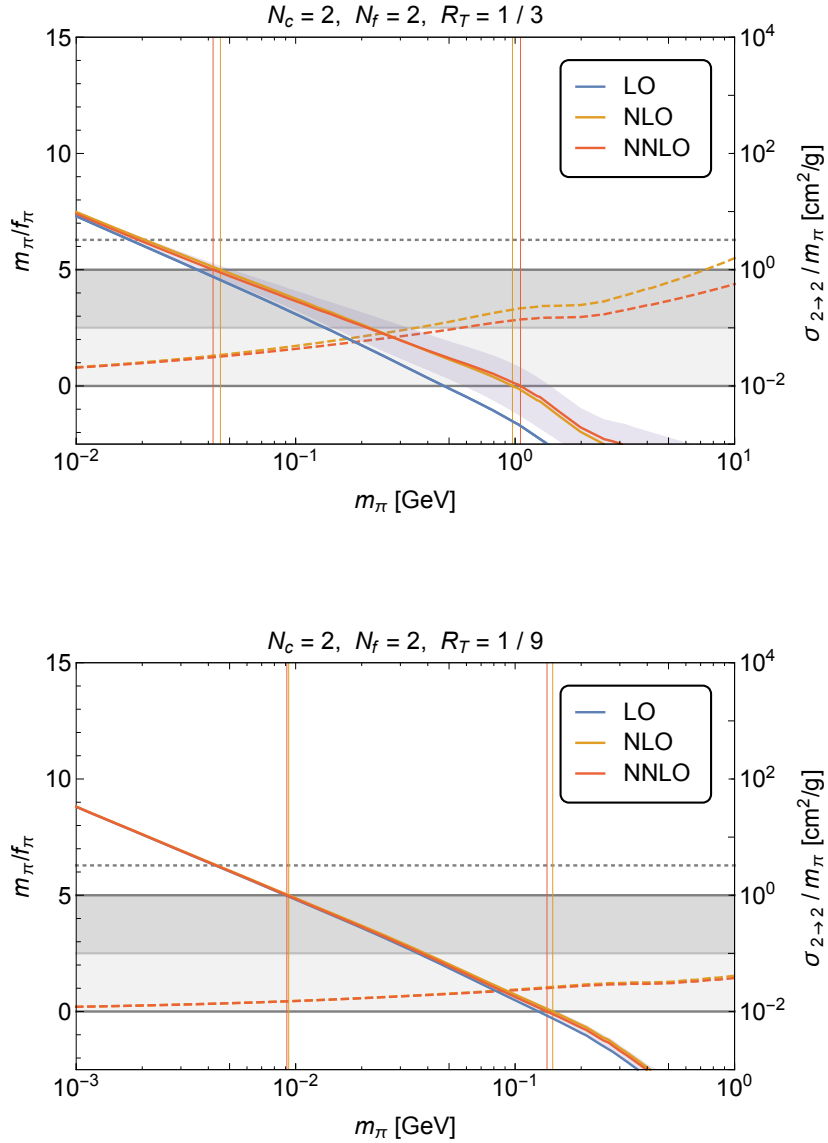 N_c = 2, N_f = 2, R_T = 1 / 3
15
10
5
0
m_π/f_π
10^4
10^2
10^0
10^−2
σ_2→2 / m_π [cm^2/g]
LO
NLO
NNLO
10^−2 10^−1 10^0 10^1
m_π [GeV]
N_c = 2, N_f = 2, R_T = 1 / 9
15
10
5
0
m_π/f_π
10^4
10^2
10^0
10^−2
σ_2→2 / m_π [cm^2/g]
LO
NLO
NNLO
10^−3 10^−2 10^−1 10^0
m_π [GeV]